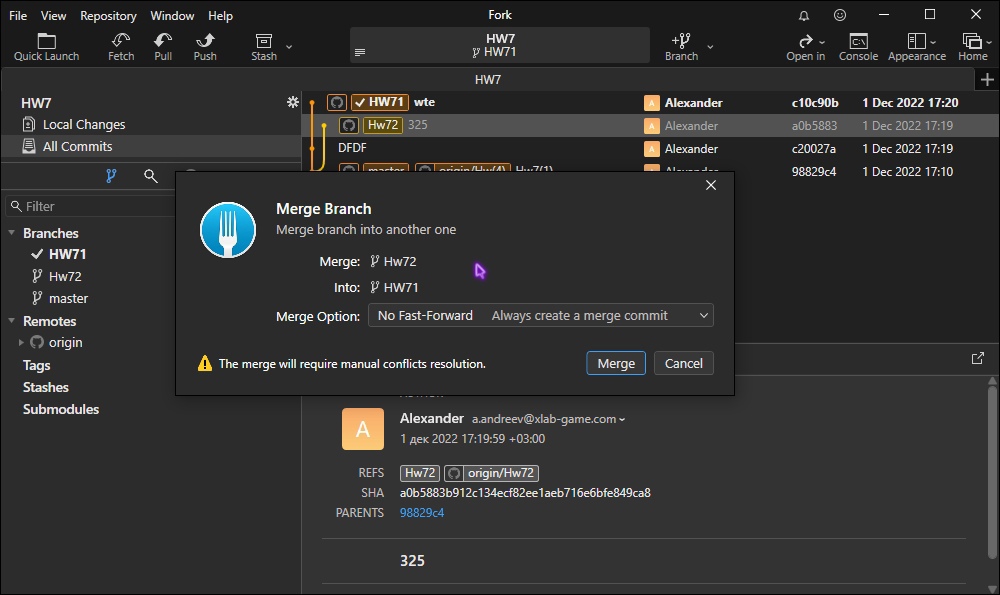 File View Repository Window Help
Fork
Quick Launch
Fetch
Pull
Push
Stash
HW7
HW71
Branch
Open in
Console
Appearance
Home
HW7
HW7
Local Changes
All Commits
Filter
Branches
HW71
Hw72
master
Remotes
origin
Tags
Stashes
Submodules
HW71 wte Alexander c10c90b 1 Dec 2022 17:20
Hw72 325 Alexander a0b5883 1 Dec 2022 17:19
DFDF Alexander c20027a 1 Dec 2022 17:19
master origin/Hw(4) Hw7(1) Alexander 98829c4 1 Dec 2022 17:10
Merge Branch
Merge branch into another one
Merge: Hw72
Into: HW71
Merge Option: No Fast-Forward Always create a merge commit
The merge will require manual conflicts resolution.
Merge
Cancel
A
Alexander a.andreev@xlab-game.com
1 дек 2022 17:19:59 +03:00
REFS Hw72 origin/Hw72
SHA a0b5883b912c134ecf82ee1aeb716e6bfe849ca8
PARENTS 98829c4
325